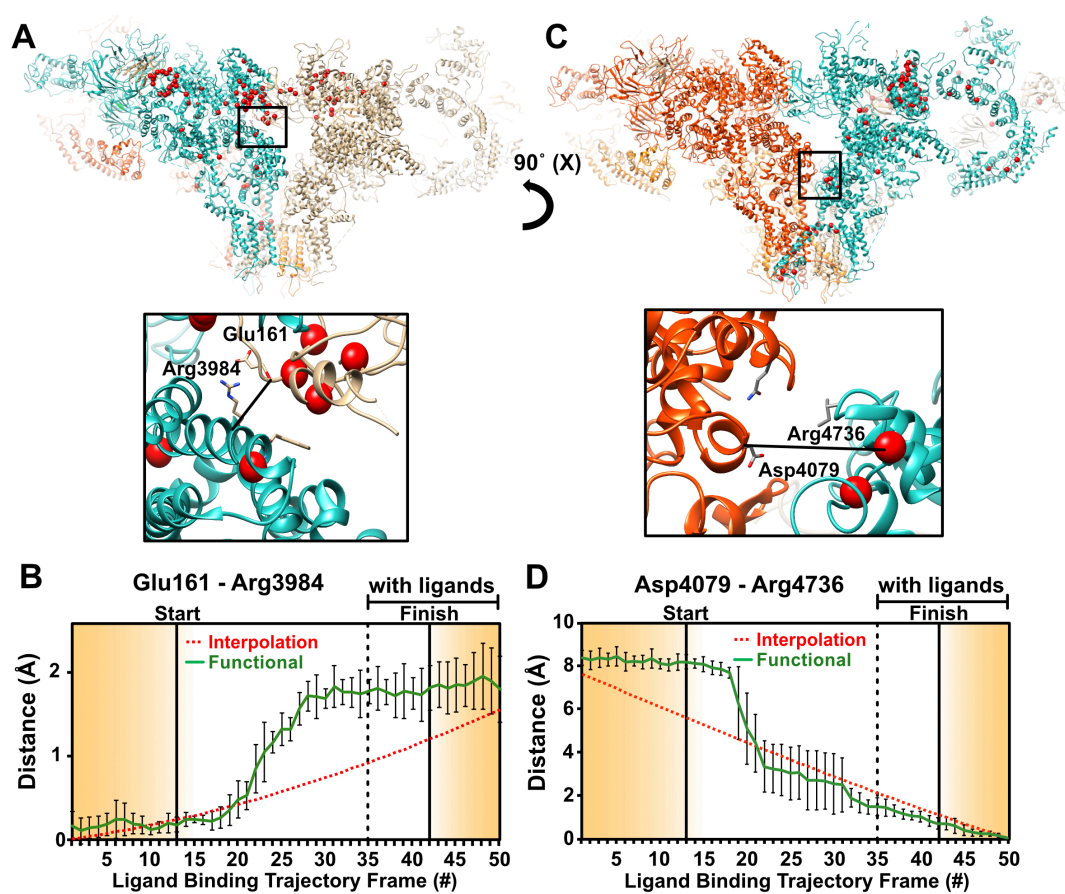 A
C
90˚ (X)
Glu161
Arg3984
Arg4736
Asp4079
B
Glu161 - Arg3984
with ligands
Start
Finish
Interpolation
Functional
Distance (Å)
2
1
0
5 10 15 20 25 30 35 40 45 50
Ligand Binding Trajectory Frame (#)
D
Asp4079 - Arg4736
with ligands
Start
Finish
Interpolation
Functional
Distance (Å)
10
8
6
4
2
0
5 10 15 20 25 30 35 40 45 50
Ligand Binding Trajectory Frame (#)